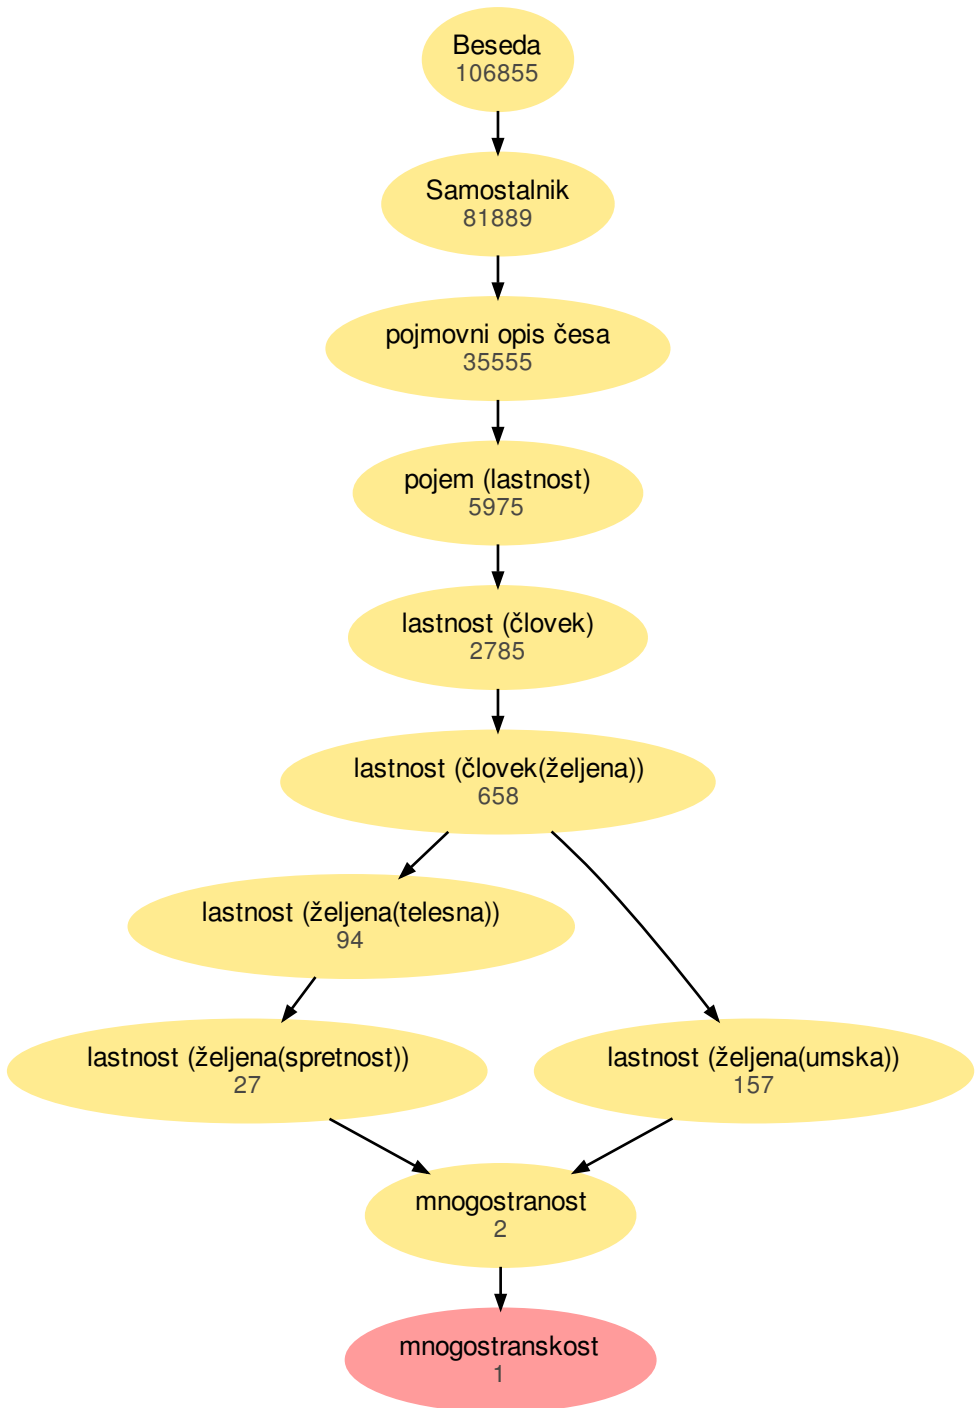 Beseda
106855
Samostalnik
81889
pojmovni opis česa
35555
pojem (lastnost)
5975
lastnost (človek)
2785
lastnost (človek(željena))
658
lastnost (željena(telesna))
94
lastnost (željena(spretnost))
27
lastnost (željena(umska))
157
mnogostranost
2
mnogostranskost
1